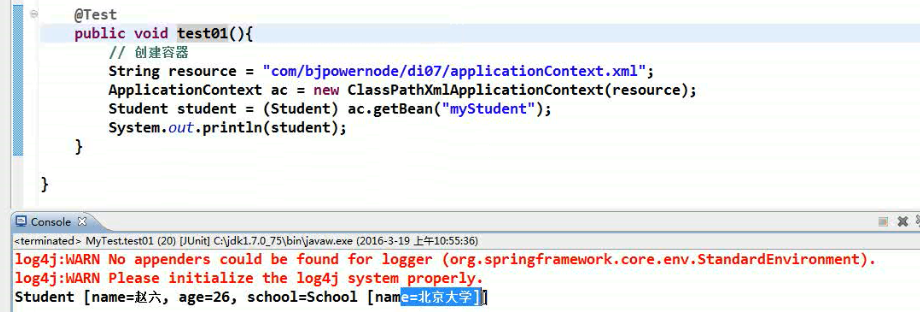 @Test
public void test01(){
// 创建容器
String resource = "com/bjpowernode/di07/applicationContext.xml";
ApplicationContext ac = new ClassPathXmlApplicationContext(resource);
Student student = (Student) ac.getBean("myStudent");
System.out.println(student);
}
}
Console
<terminated> MyTest.test01 (20) [JUnit] C:\jdk1.7.0_75\bin\javaw.exe (2016-3-19 上午10:55:36)
log4j:WARN No appenders could be found for logger (org.springframework.core.env.StandardEnvironment).
log4j:WARN Please initialize the log4j system properly.
Student [name=赵六, age=26, school=School [name=北京大学]]